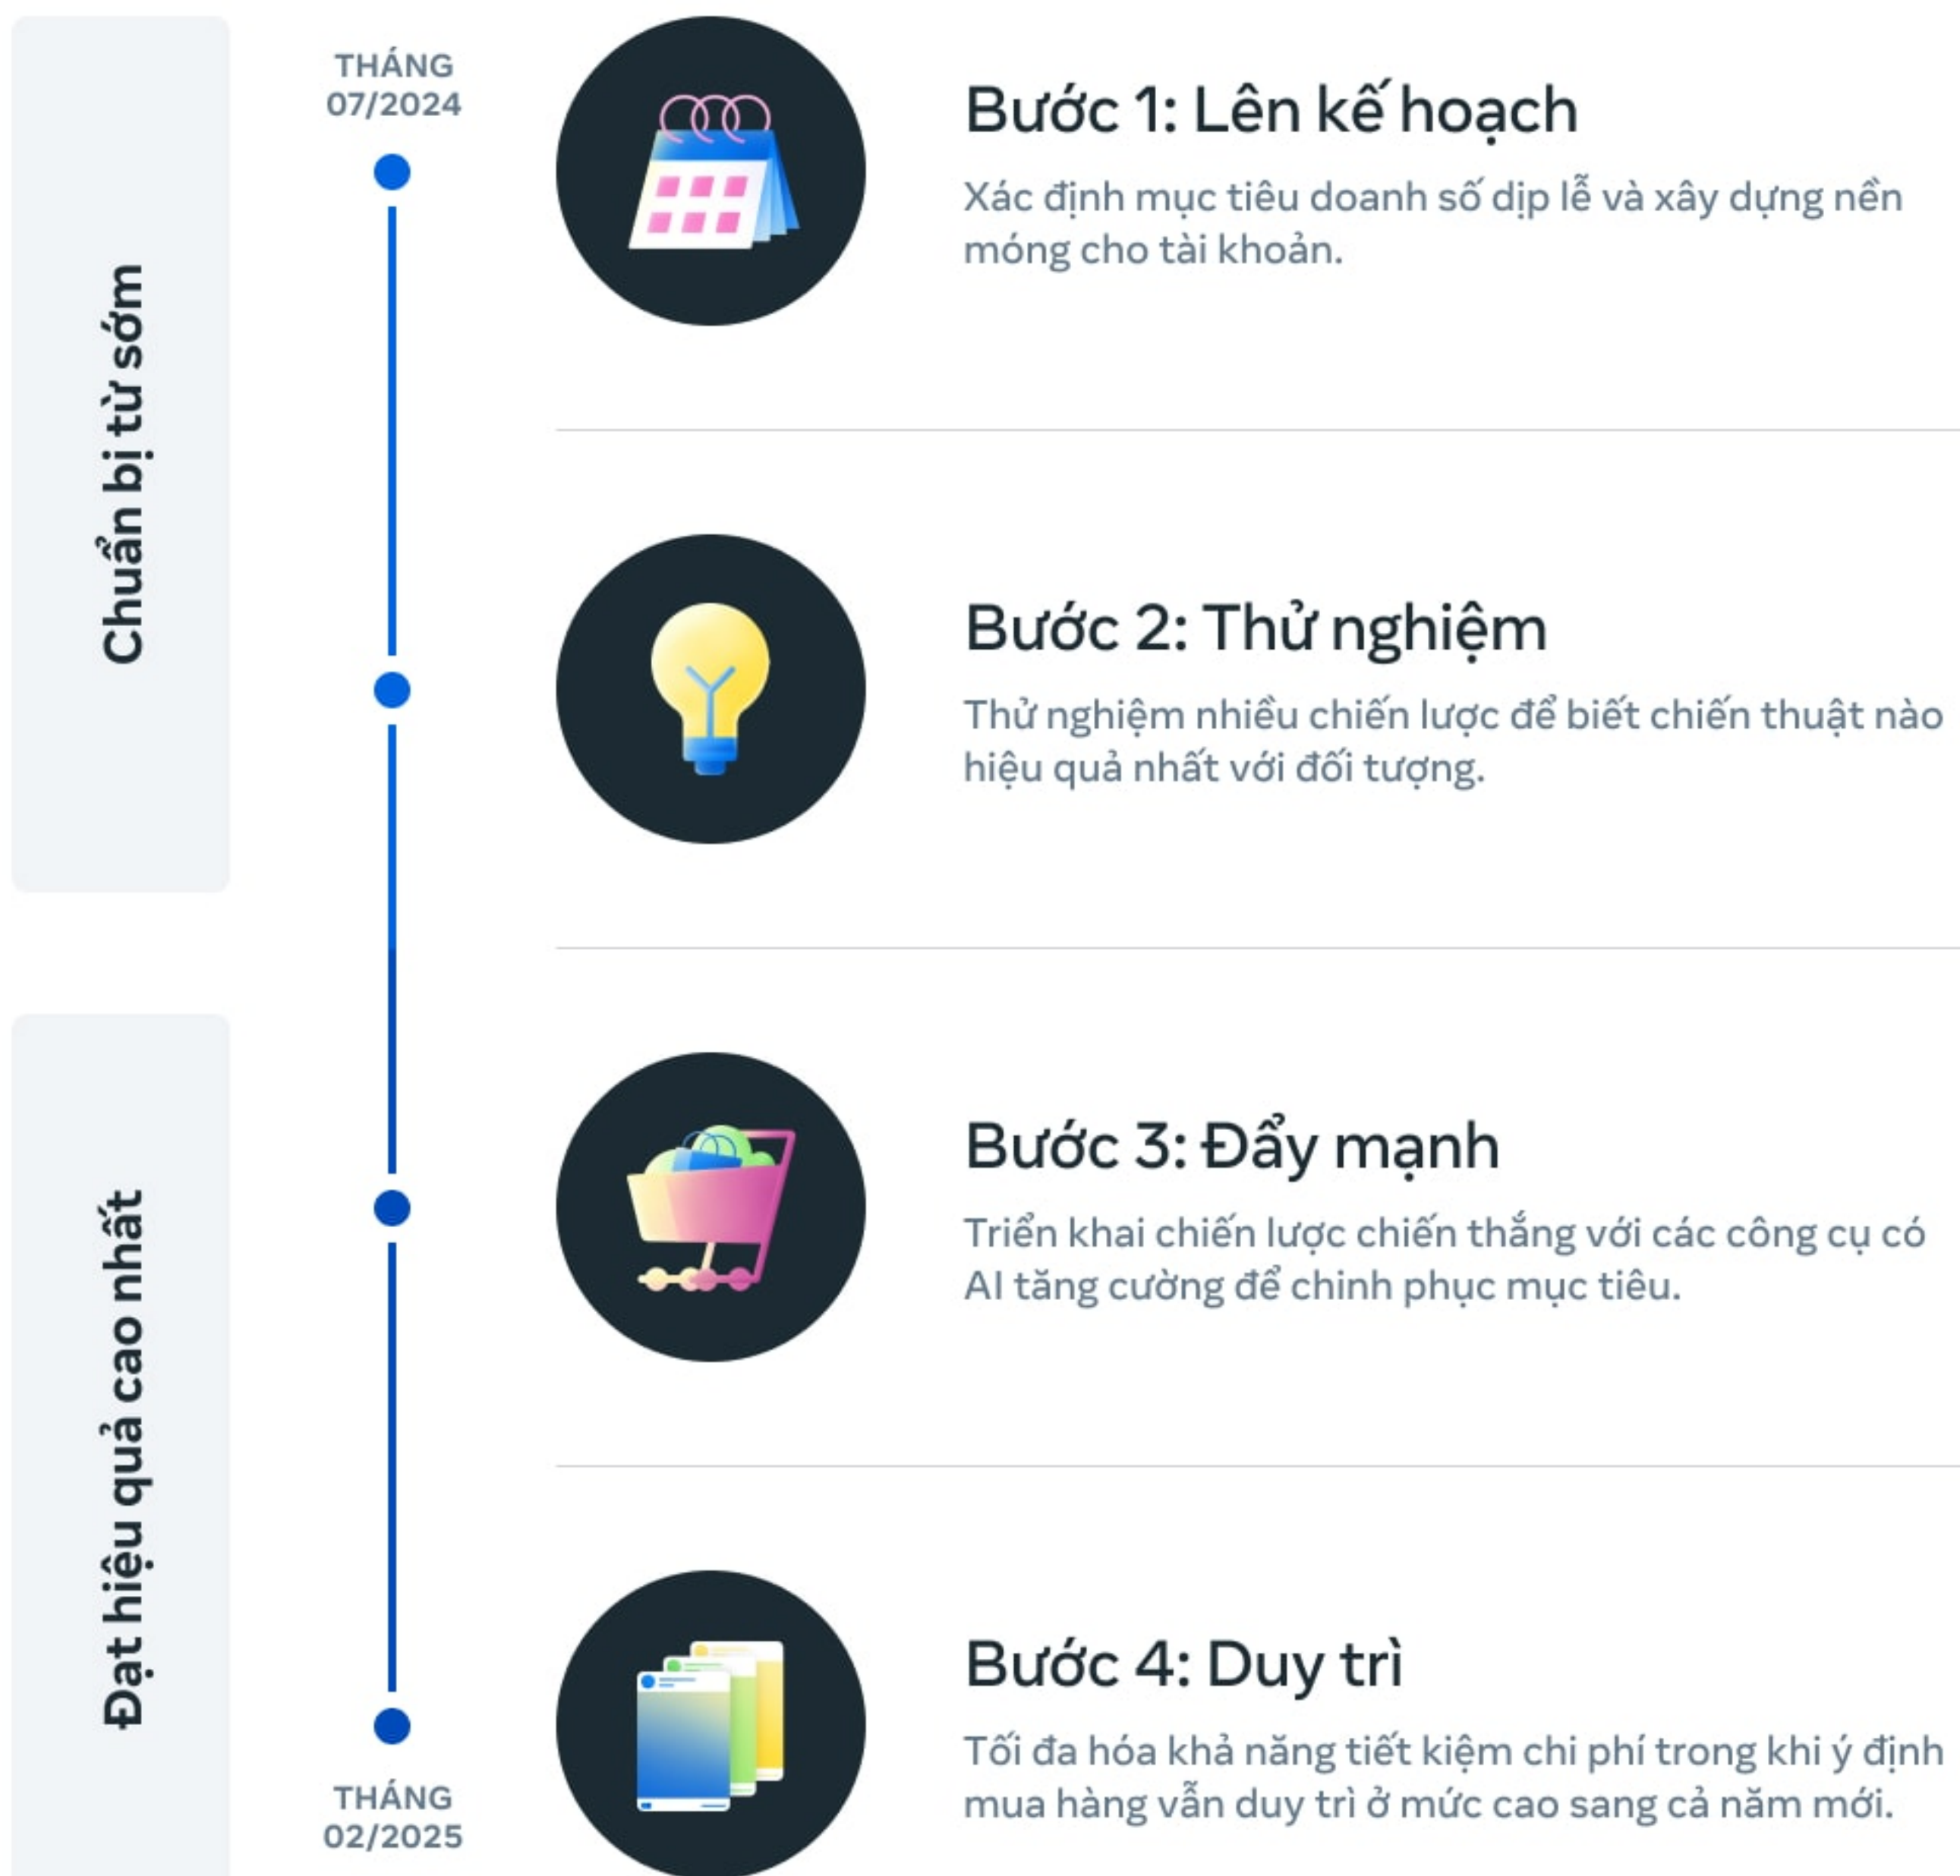 Chuẩn bị từ sớm
THÁNG
07/2024
Bước 1: Lên kế hoạch
Xác định mục tiêu doanh số dịp lễ và xây dựng nền
móng cho tài khoản.
Bước 2: Thử nghiệm
Thử nghiệm nhiều chiến lược để biết chiến thuật nào
hiệu quả nhất với đối tượng.
Đạt hiệu quả cao nhất
Bước 3: Đẩy mạnh
Triển khai chiến lược chiến thắng với các công cụ có
AI tăng cường để chinh phục mục tiêu.
Bước 4: Duy trì
Tối đa hóa khả năng tiết kiệm chi phí trong khi ý định
mua hàng vẫn duy trì ở mức cao sang cả năm mới.
THÁNG
02/2025